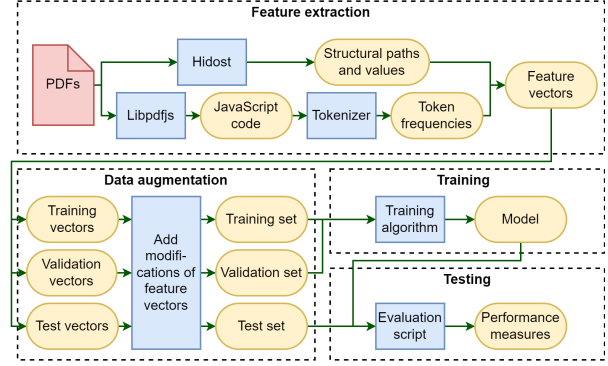 Feature extraction
PDFs
Hidost
Structural paths
and values
Feature
vectors
Libpdfjs
JavaScript
code
Tokenizer
Token
frequencies
Data augmentation
Training
vectors
Validation
vectors
Test vectors
Add
modifi-
cations of
feature
vectors
Training set
Validation set
Test set
Training
Training
algorithm
Model
Testing
Evaluation
script
Performance
measures